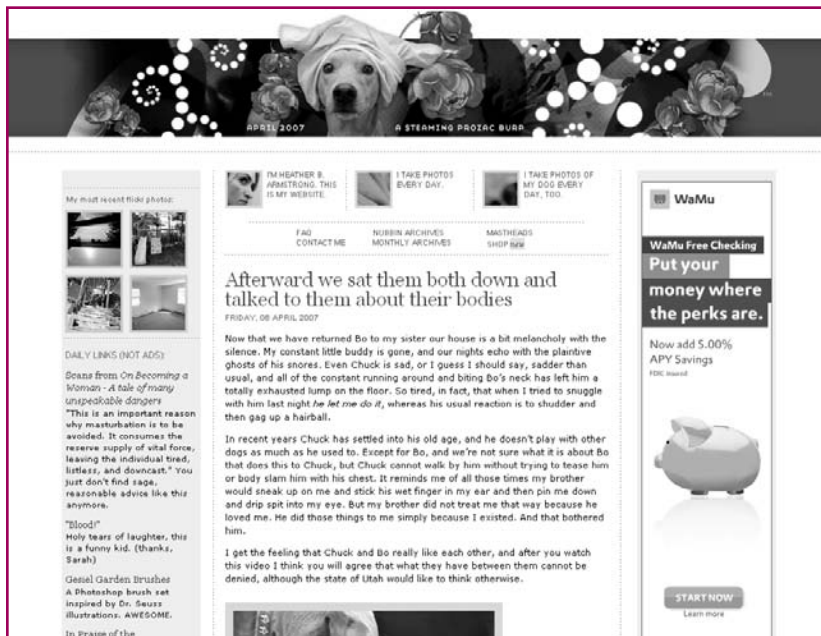 APRIL 2007
A STEAMING PROZAC BURP
My most recent flickr photos:
DAILY LINKS (NOT ADS):
Scans from On Becoming a
Woman - A tale of many
unspeakable dangers
"This is an important reason
why masturbation is to be
avoided. It consumes the
reserve supply of vital force,
leaving the individual tired,
listless, and downcast." You
just don't find sage,
reasonable advice like this
anymore.
"Blood!"
Holy tears of laughter, this
is a funny kid. (thanks,
Sarah)
Gesiel Garden Brushes
A Photoshop brush set
inspired by Dr. Seuss
illustrations. AWESOME.
In Praise of the
I'M HEATHER B.
ARMSTRONG. THIS
IS MY WEBSITE.
I TAKE PHOTOS
EVERY DAY.
I TAKE PHOTOS OF
MY DOG EVERY
DAY, TOO.
FAQ
CONTACT ME
NUBBIN ARCHIVES
MONTHLY ARCHIVES
MASTHEADS
SHOP new
Afterward we sat them both down and
talked to them about their bodies
FRIDAY, 06 APRIL 2007
Now that we have returned Bo to my sister our house is a bit melancholy with the
silence. My constant little buddy is gone, and our nights echo with the plaintive
ghosts of his snores. Even Chuck is sad, or I guess I should say, sadder than
usual, and all of the constant running around and biting Bo's neck has left him a
totally exhausted lump on the floor. So tired, in fact, that when I tried to snuggle
with him last night he let me do it, whereas his usual reaction is to shudder and
then gag up a hairball.
In recent years Chuck has settled into his old age, and he doesn't play with other
dogs as much as he used to. Except for Bo, and we're not sure what it is about Bo
that does this to Chuck, but Chuck cannot walk by him without trying to tease him
or body slam him with his chest. It reminds me of all those times my brother
would sneak up on me and stick his wet finger in my ear and then pin me down
and drip spit into my eye. But my brother did not treat me that way because he
loved me. He did those things to me simply because I existed. And that bothered
him.
I get the feeling that Chuck and Bo really like each other, and after you watch
this video I think you will agree that what they have between them cannot be
denied, although the state of Utah would like to think otherwise.
WaMu
WaMu Free Checking
Put your
money where
the perks are.
Now add 5.00%
APY Savings
FDIC Insured
START NOW
Learn more